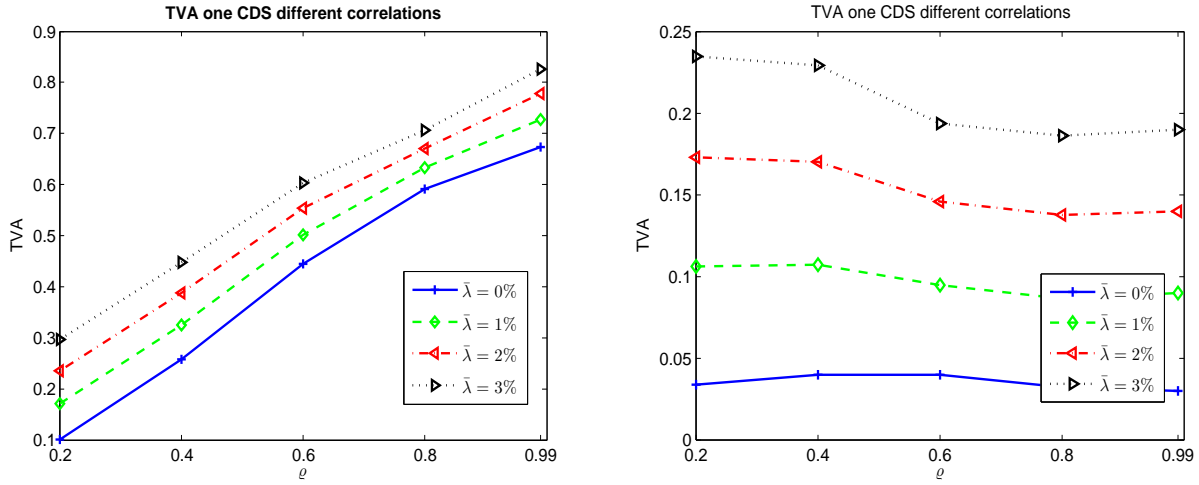 TVA one CDS different correlations
0.9
0.8
0.7
0.6
0.5
0.4
0.3
0.2
0.1
TVA
0.2 0.4 0.6 0.8 0.99
ϱ
λ̄ = 0%
λ̄ = 1%
λ̄ = 2%
λ̄ = 3%
TVA one CDS different correlations
0.25
0.2
0.15
0.1
0.05
0
TVA
0.2 0.4 0.6 0.8 0.99
ϱ
λ̄ = 0%
λ̄ = 1%
λ̄ = 2%
λ̄ = 3%